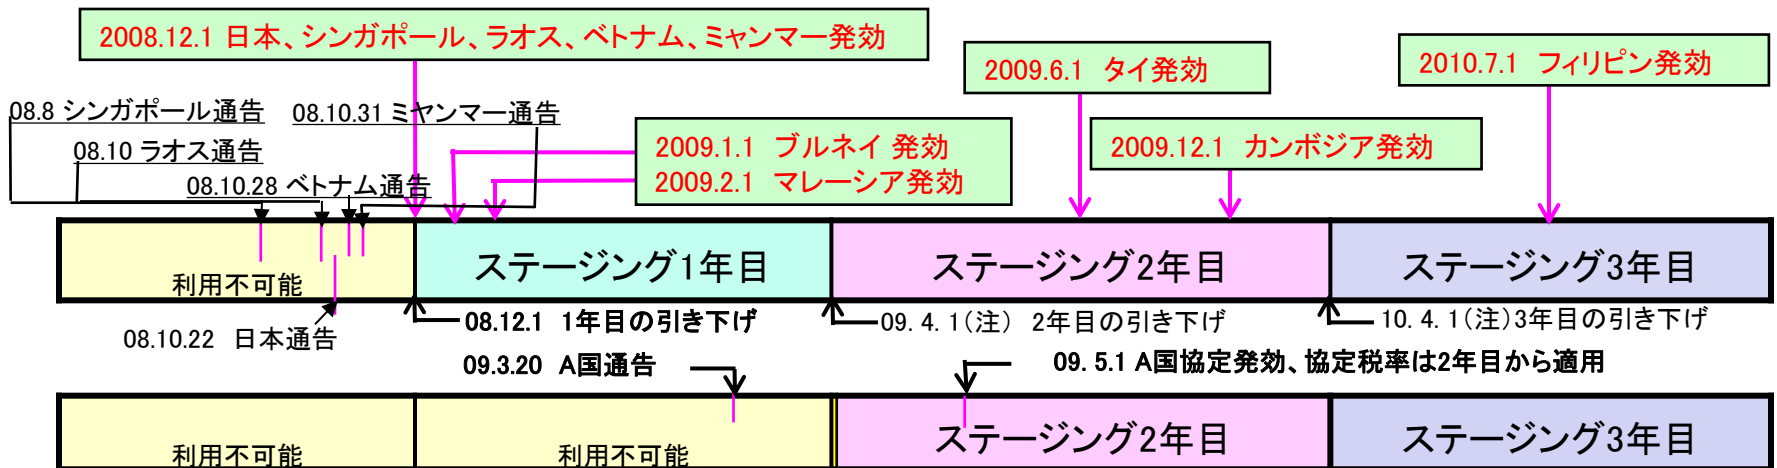 2008.12.1 日本、シンガポール、ラオス、ベトナム、ミャンマー発効
2009.6.1 タイ発効
2010.7.1 フィリピン発効
08.8 シンガポール通告
08.10.31 ミヤンマー通告
08.10 ラオス通告
2009.1.1 ブルネイ 発効
2009.2.1 マレーシア発効
2009.12.1 カンボジア発効
08.10.28 ベトナム通告
利用不可能
ステージング1年目
ステージング2年目
ステージング3年目
08.10.22 日本通告
08.12.1 1年目の引き下げ
09. 4. 1(注) 2年目の引き下げ
10. 4. 1(注)3年目の引き下げ
09.3.20 A国通告
09. 5.1 A国協定発効、協定税率は2年目から適用
利用不可能
利用不可能
ステージング2年目
ステージング3年目